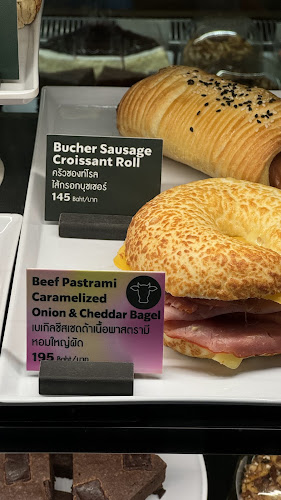 Bucher Sausage
Croissant Roll
ครัวซองท์โรล
ไส้กรอกบุชเชอร์
145 Baht/บาท
Beef Pastrami
Caramelized
Onion & Cheddar Bagel
เบเกิลชีสเชดด้าเนื้อพาสตรามี
หอมใหญ่ผัด
195 Baht/บาท